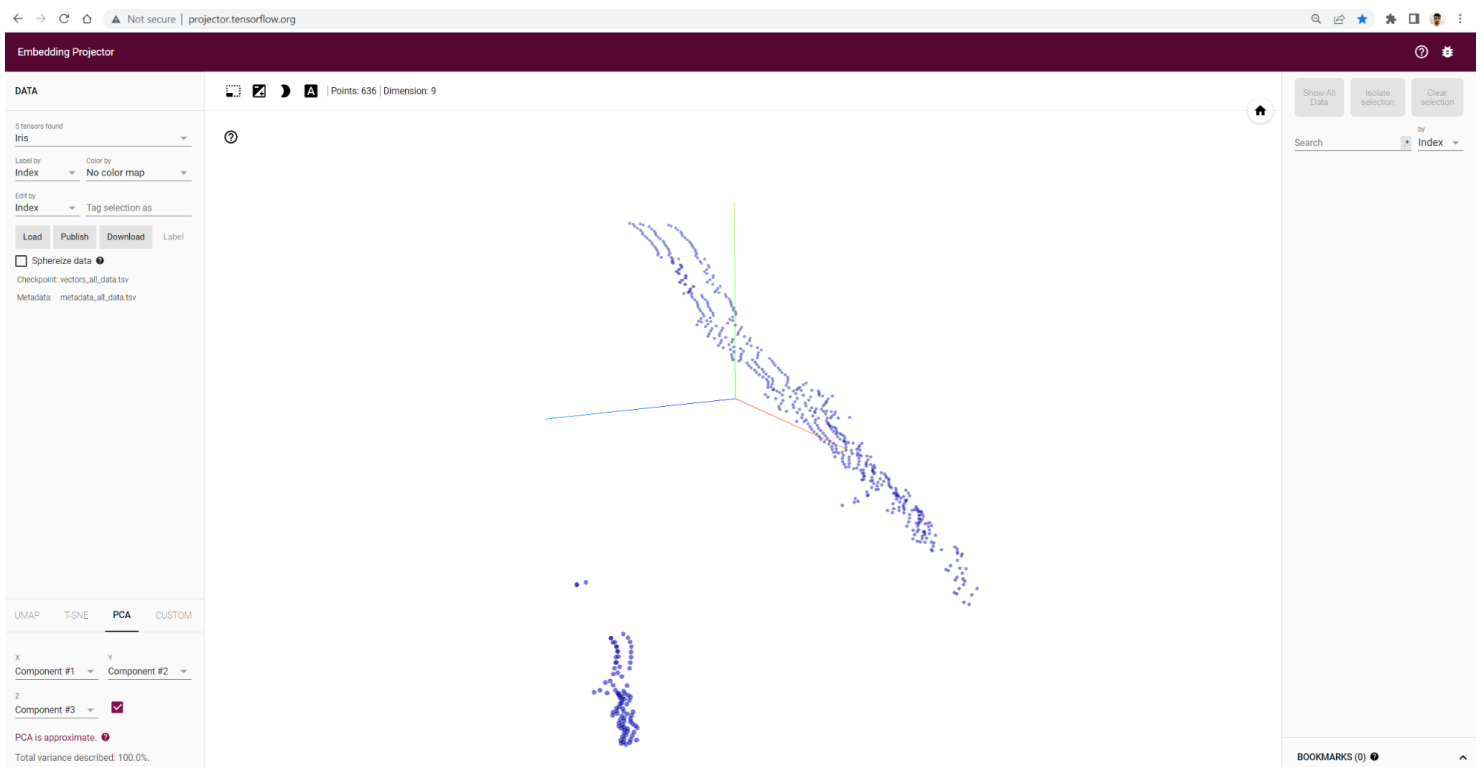 Not secure | projector.tensorflow.org
Embedding Projector
DATA
Points: 636 | Dimension: 9
5 tensors found
Iris
Label by
Color by
Index
No color map
Edit by
Index
Tag selection as
Load
Publish
Download
Label
Sphereize data
Checkpoint: vectors_all_data.tsv
Metadata: metadata_all_data.tsv
UMAP
T-SNE
PCA
CUSTOM
X
Y
Component #1
Component #2
Z
Component #3
PCA is approximate.
Total variance described: 100.0%.
Show All Data
Isolate selection
Clear selection
Search
.*
by
Index
BOOKMARKS (0)